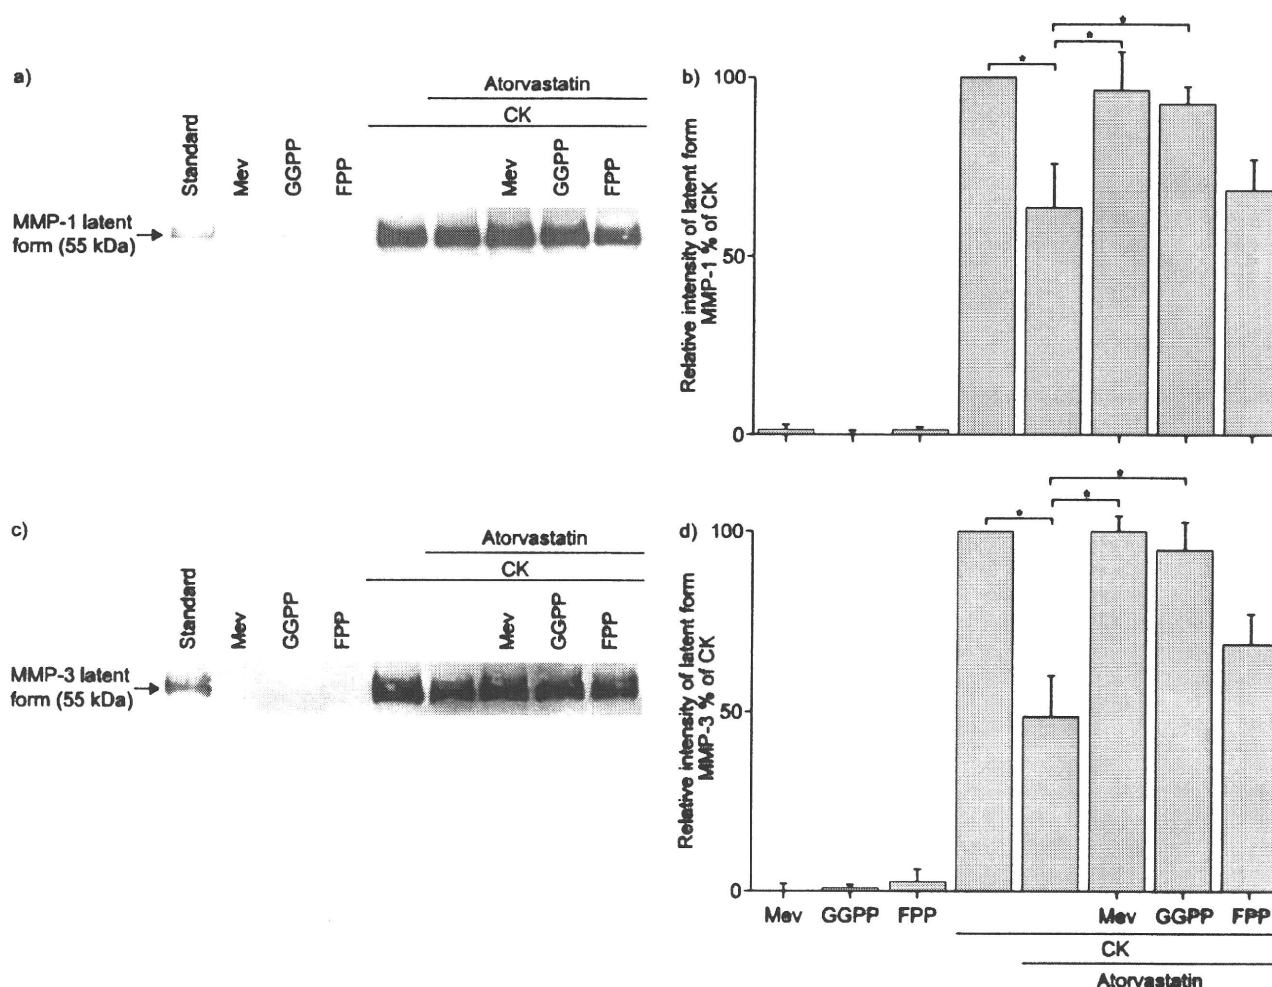 a)
Atorvastatin
CK
Standard
Mev
GGPP
FPP
Mev
GGPP
FPP
MMP-1 latent
form (55 kDa)
b)
Relative intensity of latent form
MMP-1 % of CK
100
50
0
*
*
*
c)
Atorvastatin
CK
Standard
Mev
GGPP
FPP
Mev
GGPP
FPP
MMP-3 latent
form (55 kDa)
d)
Relative intensity of latent form
MMP-3 % of CK
100
50
0
*
*
*
Mev GGPP FPP Mev GGPP FPP
CK
Atorvastatin